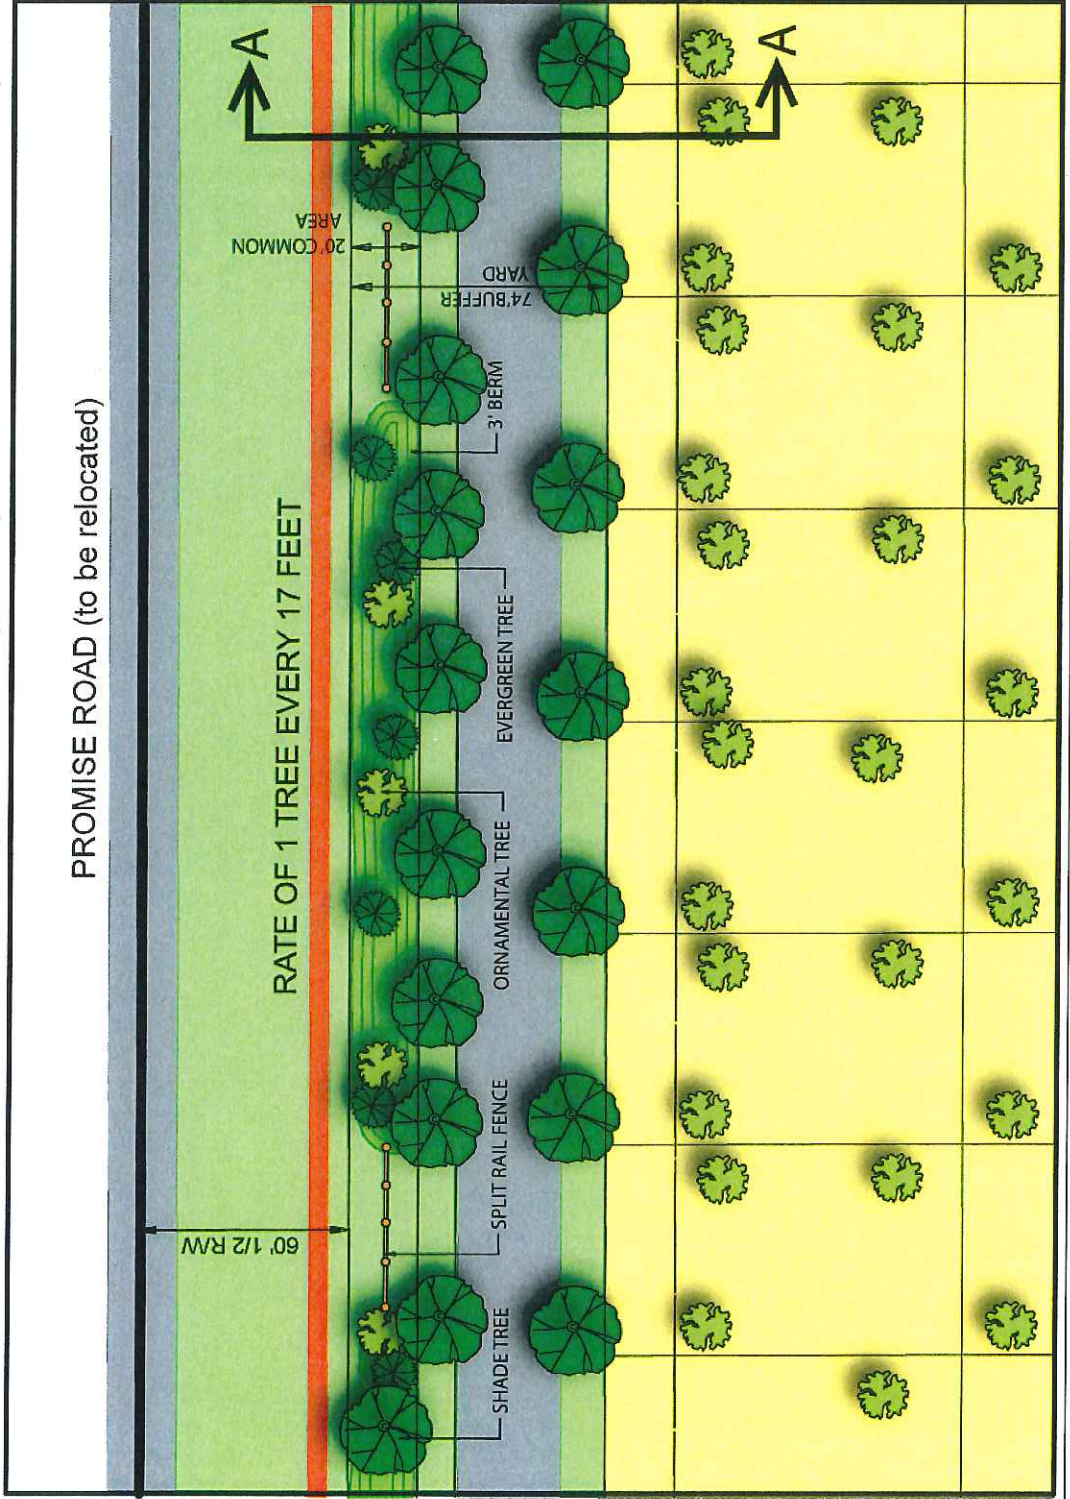 PROMISE ROAD (to be relocated)
RATE OF 1 TREE EVERY 17 FEET
A
A
60' 1/2 R/W
20' COMMON
AREA
74' BUFFER
YARD
SHADE TREE
SPLIT RAIL FENCE
ORNAMENTAL TREE
EVERGREEN TREE
3' BERM